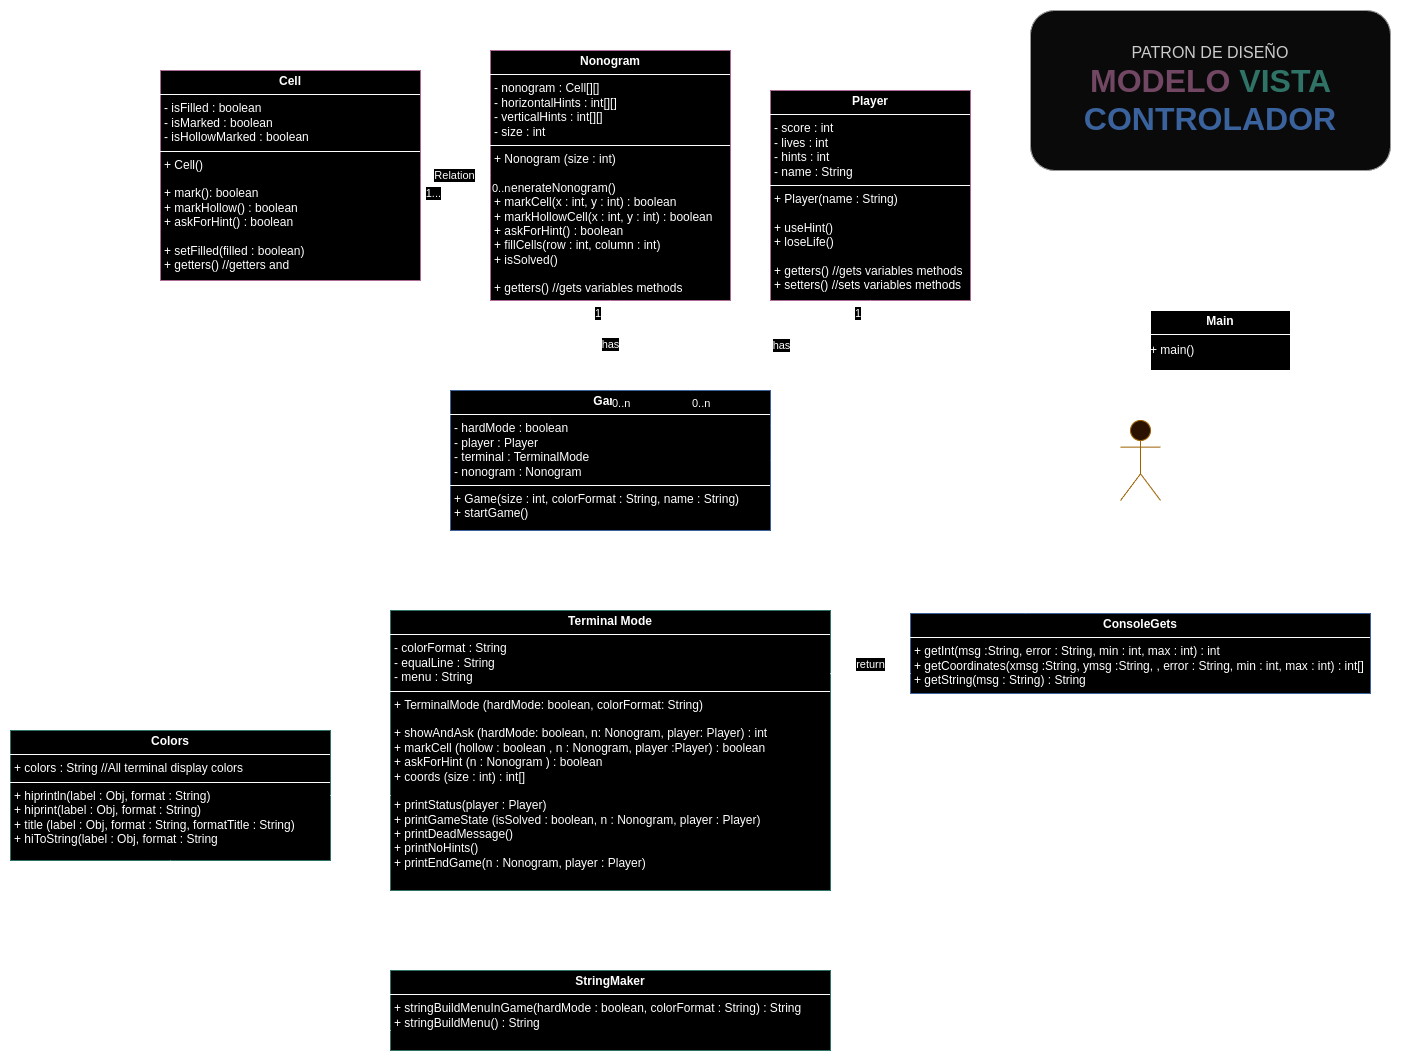 PATRON DE DISEÑO
MODELO VISTA
CONTROLADOR
Cell
- isFilled : boolean
- isMarked : boolean
- isHollowMarked : boolean
+ Cell()
+ mark(): boolean
+ markHollow() : boolean
+ askForHint() : boolean
+ setFilled(filled : boolean)
+ getters() //getters and
Relation
1...
0..n
Nonogram
- nonogram : Cell[][]
- horizontalHints : int[][]
- verticalHints : int[][]
- size : int
+ Nonogram (size : int)
enerateNonogram()
+ markCell(x : int, y : int) : boolean
+ markHollowCell(x : int, y : int) : boolean
+ askForHint() : boolean
+ fillCells(row : int, column : int)
+ isSolved()
+ getters() //gets variables methods
Player
- score : int
- lives : int
- hints : int
- name : String
+ Player(name : String)
+ useHint()
+ loseLife()
+ getters() //gets variables methods
+ setters() //sets variables methods
1
has
1
has
Main
+ main()
0..n
0..n
- hardMode : boolean
- player : Player
- terminal : TerminalMode
- nonogram : Nonogram
+ Game(size : int, colorFormat : String, name : String)
+ startGame()
Terminal Mode
- colorFormat : String
- equalLine : String
- menu : String
+ TerminalMode (hardMode: boolean, colorFormat: String)
+ showAndAsk (hardMode: boolean, n: Nonogram, player: Player) : int
+ markCell (hollow : boolean , n : Nonogram, player :Player) : boolean
+ askForHint (n : Nonogram ) : boolean
+ coords (size : int) : int[]
+ printStatus(player : Player)
+ printGameState (isSolved : boolean, n : Nonogram, player : Player)
+ printDeadMessage()
+ printNoHints()
+ printEndGame(n : Nonogram, player : Player)
return
ConsoleGets
+ getInt(msg :String, error : String, min : int, max : int) : int
+ getCoordinates(xmsg :String, ymsg :String, , error : String, min : int, max : int) : int[]
+ getString(msg : String) : String
Colors
+ colors : String //All terminal display colors
+ hiprintln(label : Obj, format : String)
+ hiprint(label : Obj, format : String)
+ title (label : Obj, format : String, formatTitle : String)
+ hiToString(label : Obj, format : String
StringMaker
+ stringBuildMenuInGame(hardMode : boolean, colorFormat : String) : String
+ stringBuildMenu() : String